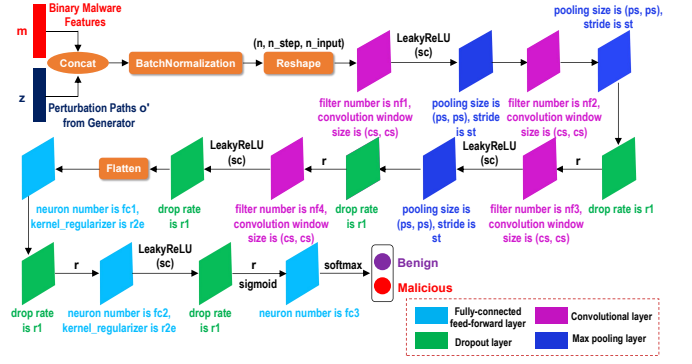 Binary Malware
Features
m
Concat
BatchNormalization
Reshape
(n, n_step, n_input)
LeakyReLU
(sc)
pooling size is (ps, ps),
stride is st
z
Perturbation Paths o'
from Generator
filter number is nf1,
convolution window
size is (cs, cs)
pooling size is
(ps, ps), stride
is st
filter number is nf2,
convolution window
size is (cs, cs)
LeakyReLU
(sc)
Flatten
r
LeakyReLU
(sc)
r
neuron number is fc1,
kernel_regularizer is r2e
drop rate
is r1
filter number is nf4,
convolution window
size is (cs, cs)
drop rate
is r1
pooling size is
(ps, ps), stride is
st
filter number is nf3,
convolution window
size is (cs, cs)
drop rate is r1
r
LeakyReLU
(sc)
r
sigmoid
softmax
Benign
Malicious
drop rate
is r1
neuron number is fc2,
kernel_regularizer is r2e
drop rate
is r1
neuron number is fc3
Fully-connected
feed-forward layer
Convolutional layer
Dropout layer
Max pooling layer